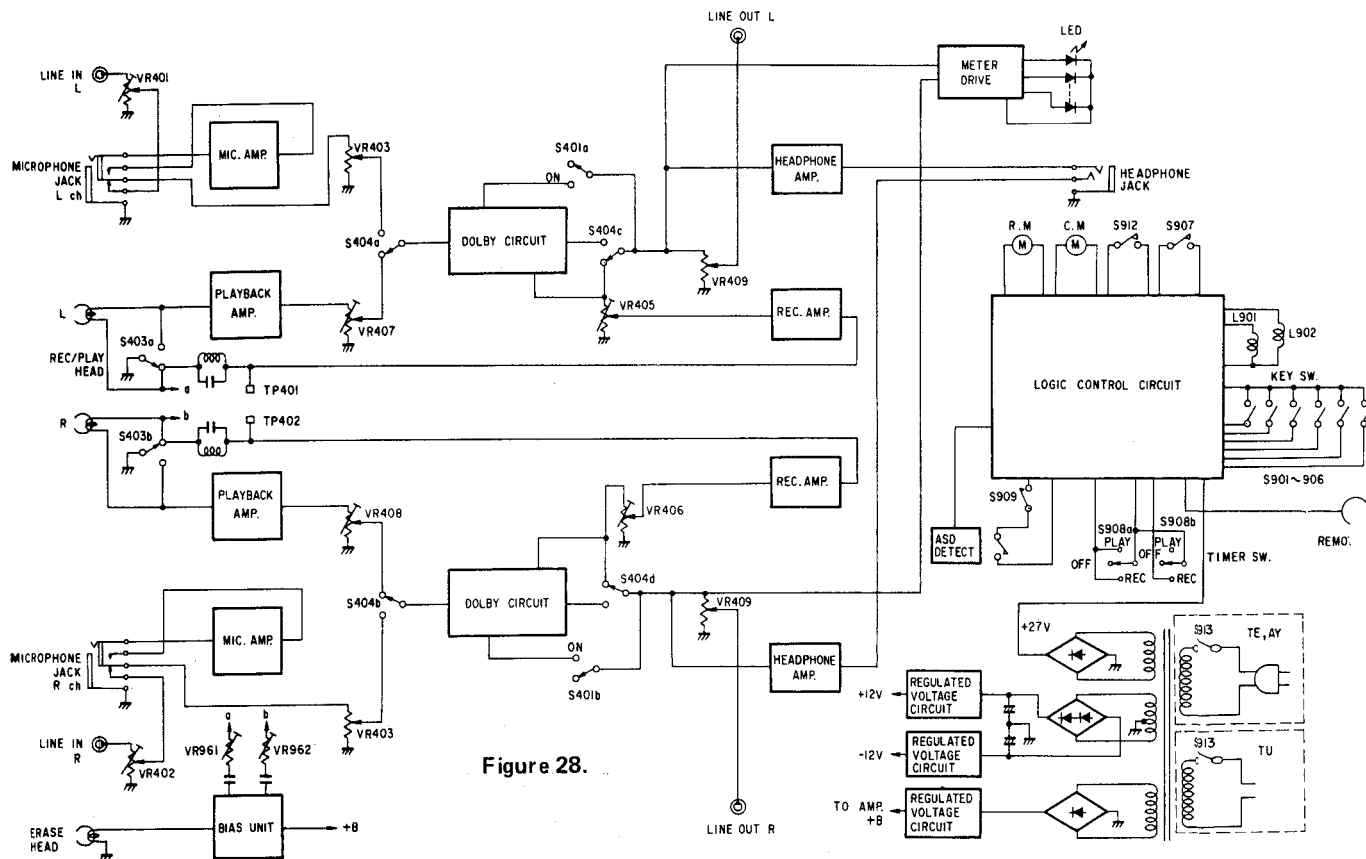 LINE OUT L
LED
LINE IN
L
VR401
METER
DRIVE
MIC. AMP.
VR403
MICROPHONE
JACK
L ch
S401a
ON
HEADPHONE
AMP.
HEADPHONE
JACK
S404a
DOLBY CIRCUIT
S404c
R.M
C.M
S912
S907
M
M
VR409
L
PLAYBACK
AMP.
VR407
VR405
REC. AMP.
L901
L902
S403a
REC/PLAY
HEAD
a
TP401
LOGIC CONTROL CIRCUIT
KEY SW.
R
b
TP402
S403b
S901~906
PLAYBACK
AMP.
VR408
VR406
REC. AMP.
S909
S908a
S908b
PLAY
PLAY
OFF
OFF
REC
REC
ASD
DETECT
REMO.
TIMER SW.
S404b
DOLBY CIRCUIT
S404d
VR409
ON
S401b
MIC. AMP.
MICROPHONE
JACK
R ch
HEADPHONE
AMP.
+27V
S913
TE, AY
+12V
REGULATED
VOLTAGE
CIRCUIT
a
b
VR403
LINE IN
R
VR402
VR961
VR962
-12V
REGULATED
VOLTAGE
CIRCUIT
S913
TU
Figure 28.
ERASE
HEAD
BIAS UNIT
+B
LINE OUT R
TO AMP.
+B
REGULATED
VOLTAGE
CIRCUIT